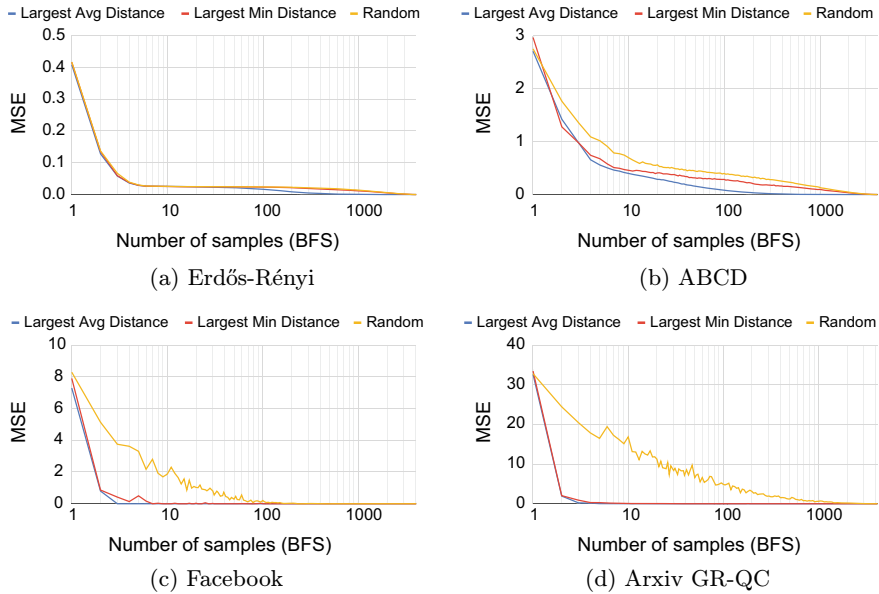 Largest Avg Distance Largest Min Distance Random
0.5
0.4
0.3
0.2
0.1
0.0
MSE
1 10 100 1000
Number of samples (BFS)
(a) Erdős-Rényi
Largest Avg Distance Largest Min Distance Random
3
2
1
0
MSE
1 10 100 1000
Number of samples (BFS)
(b) ABCD
Largest Avg Distance Largest Min Distance Random
10
8
6
4
2
0
MSE
1 10 100 1000
Number of samples (BFS)
(c) Facebook
Largest Avg Distance Largest Min Distance Random
40
30
20
10
0
MSE
1 10 100 1000
Number of samples (BFS)
(d) Arxiv GR-QC